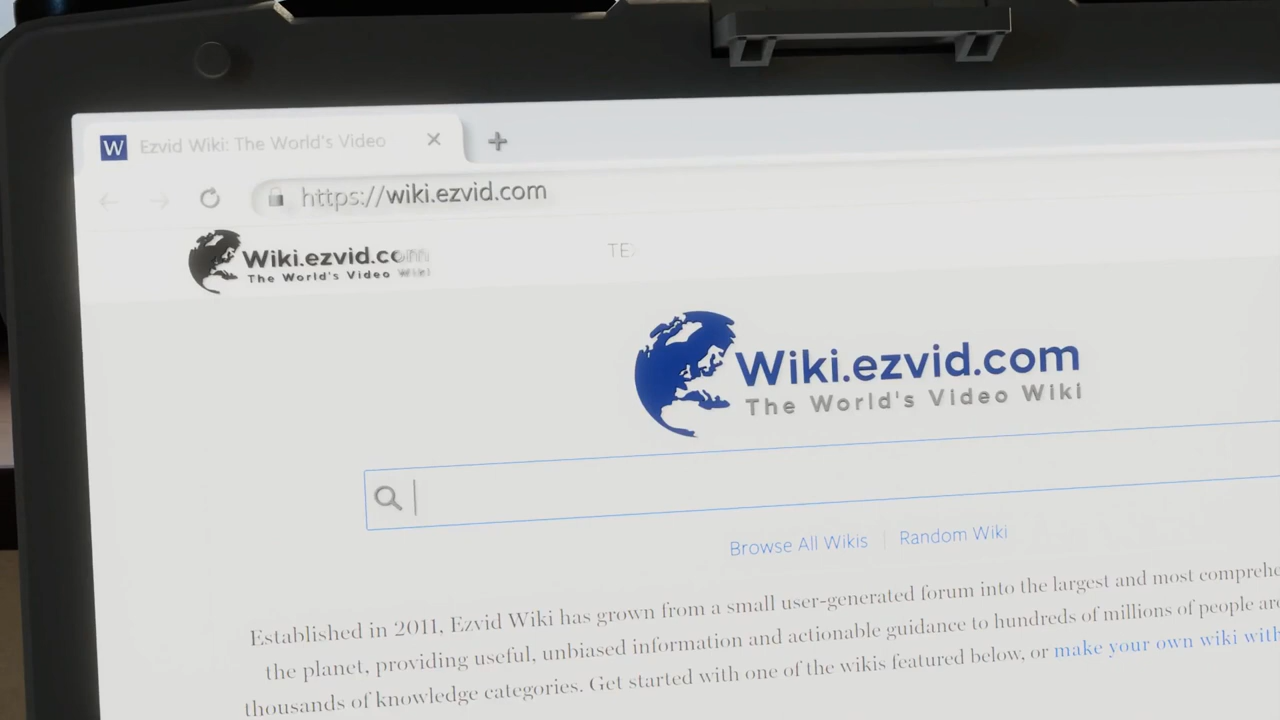 W Ezvid Wiki: The World's Video
https://wiki.ezvid.com
Wiki.ezvid.com
The World's Video Wiki
Wiki.ezvid.com
The World's Video Wiki
Browse All Wikis | Random Wiki
Established in 2011, Ezvid Wiki has grown from a small user-generated forum into the largest and most
the planet, providing useful, unbiased information and actionable guidance to hundreds of millions of people
thousands of knowledge categories. Get started with one of the wikis featured below, or make your own wiki with